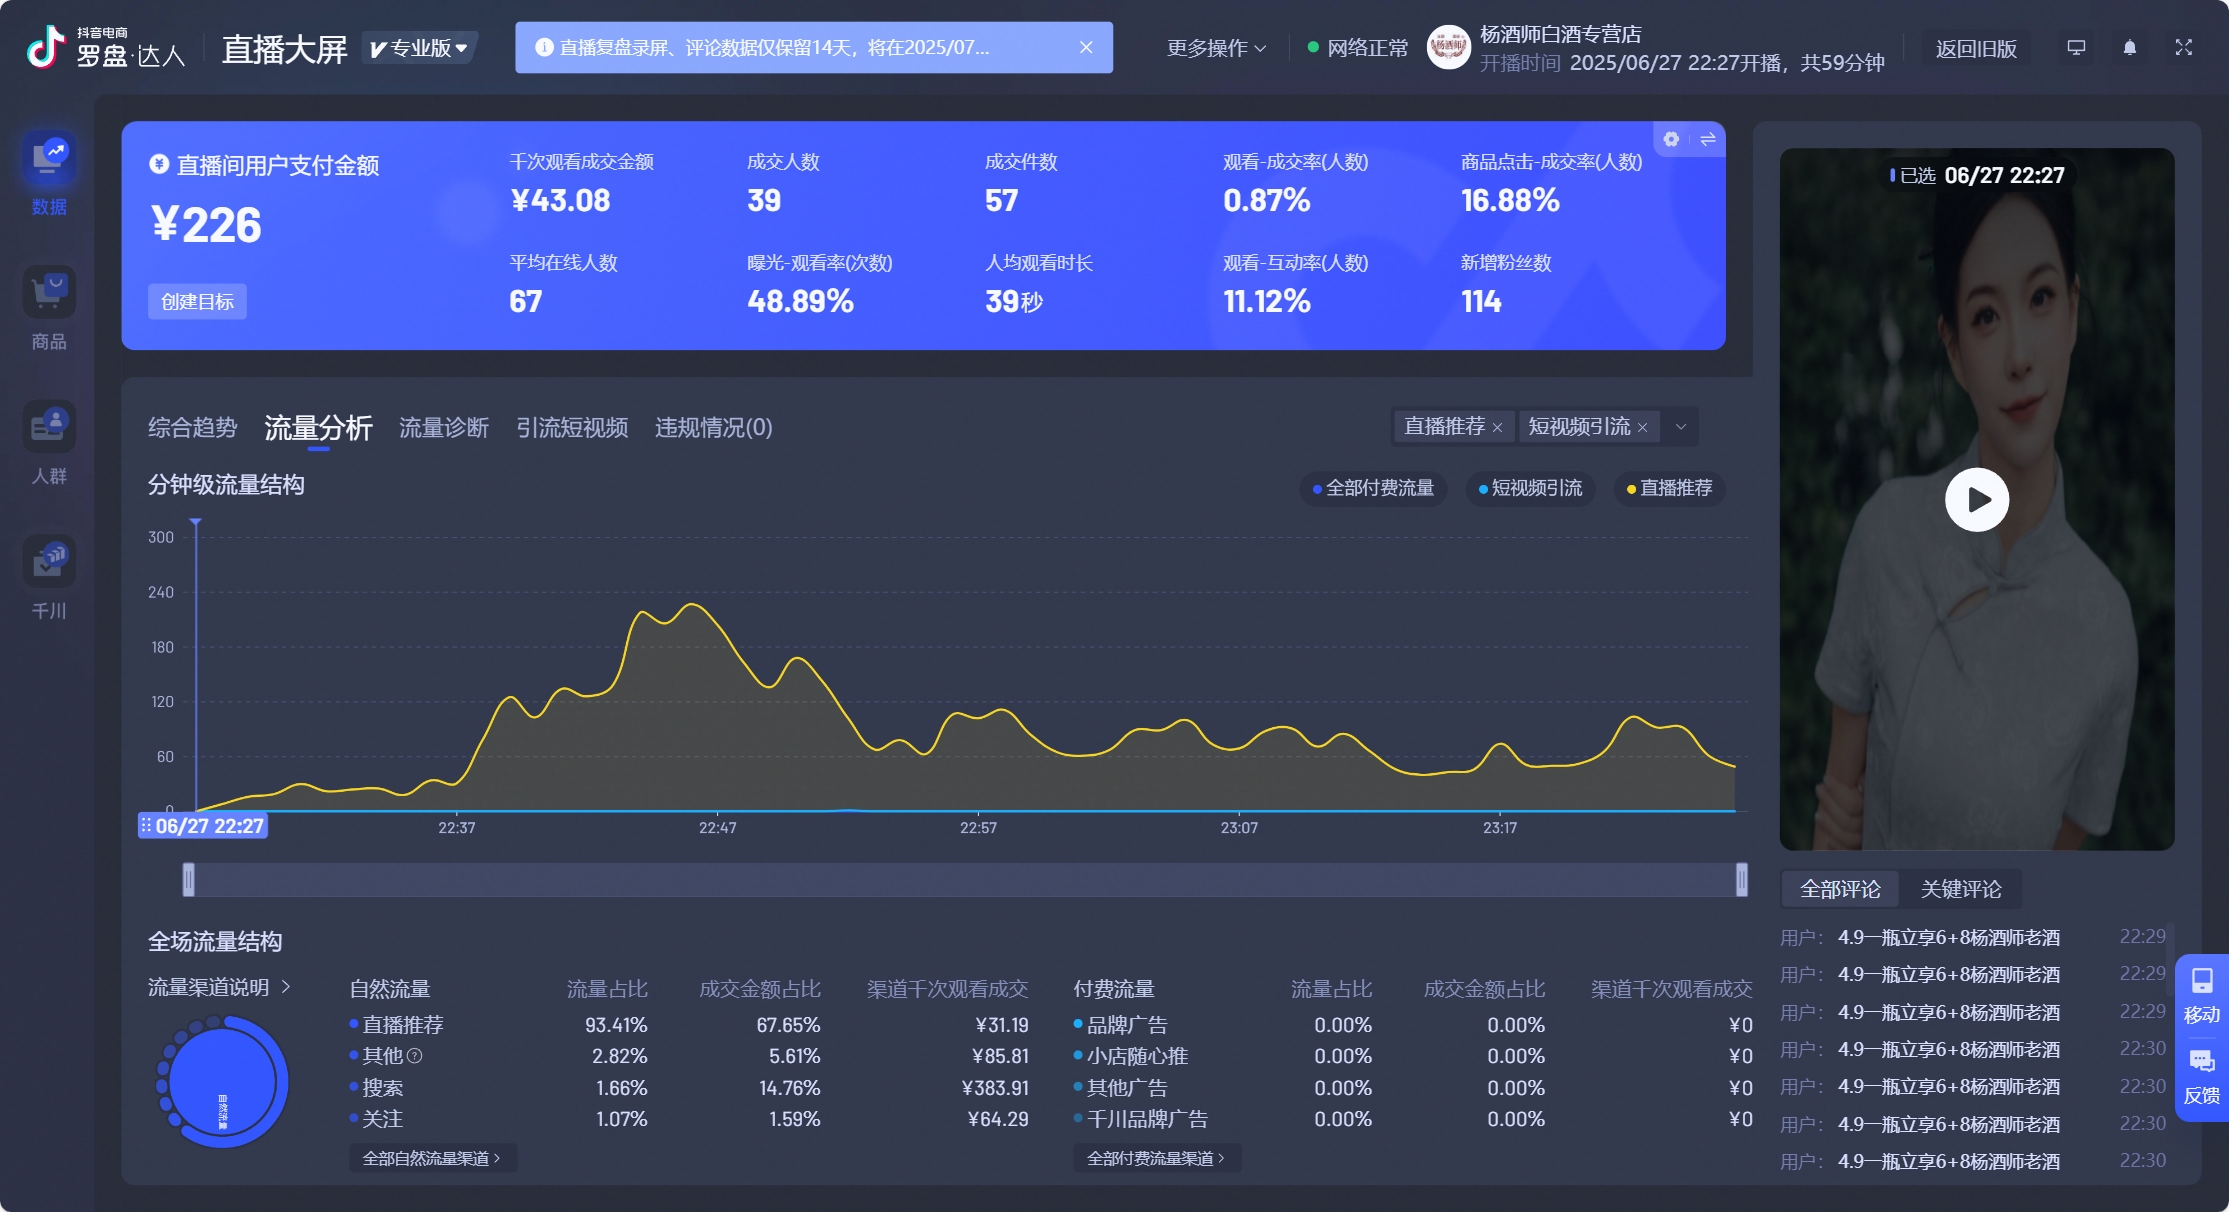 抖音电商
罗盘·达人
直播大屏
专业版
直播复盘录屏、评论数据仅保留14天，将在2025/07...
更多操作
网络正常
杨酒师白酒专营店
开播时间 2025/06/27 22:27开播，共59分钟
返回旧版
数据
商品
人群
千川
直播间用户支付金额
¥226
创建目标
千次观看成交金额
¥43.08
成交人数
39
成交件数
57
观看-成交率(人数)
0.87%
商品点击-成交率(人数)
16.88%
平均在线人数
67
曝光-观看率(次数)
48.89%
人均观看时长
39秒
观看-互动率(人数)
11.12%
新增粉丝数
114
综合趋势 流量分析 流量诊断 引流短视频 违规情况(0)
直播推荐 × 短视频引流 ×
分钟级流量结构
全部付费流量 短视频引流 直播推荐
300
240
180
120
60
0
06/27 22:27 22:37 22:47 22:57 23:07 23:17
全场流量结构
流量渠道说明 >
自然流量
自然流量 流量占比 成交金额占比 渠道千次观看成交
直播推荐 93.41% 67.65% ¥31.19
其他 2.82% 5.61% ¥85.81
搜索 1.66% 14.76% ¥383.91
关注 1.07% 1.59% ¥64.29
全部自然流量渠道 >
付费流量 流量占比 成交金额占比 渠道千次观看成交
品牌广告 0.00% 0.00% ¥0
小店随心推 0.00% 0.00% ¥0
其他广告 0.00% 0.00% ¥0
千川品牌广告 0.00% 0.00% ¥0
全部付费流量渠道 >
已选 06/27 22:27
全部评论 关键评论
用户： 4.9一瓶立享6+8杨酒师老酒 22:29
用户： 4.9一瓶立享6+8杨酒师老酒 22:29
用户： 4.9一瓶立享6+8杨酒师老酒 22:29
用户： 4.9一瓶立享6+8杨酒师老酒 22:30
用户： 4.9一瓶立享6+8杨酒师老酒 22:30
用户： 4.9一瓶立享6+8杨酒师老酒 22:30
用户： 4.9一瓶立享6+8杨酒师老酒 22:30
移动
反馈